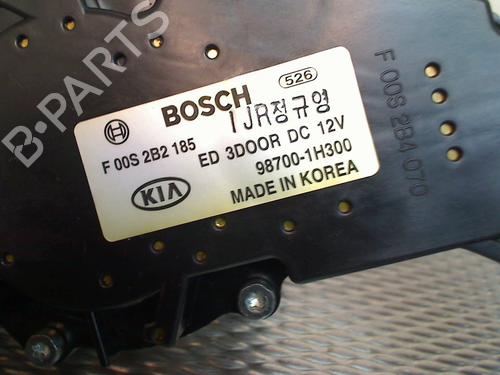 526
BOSCH
IJR정규영
F 00S 2B2 185
ED 3DOOR DC 12V
98700-1H300
KIA
MADE IN KOREA
F 00S 2B4 070
B-PARTS